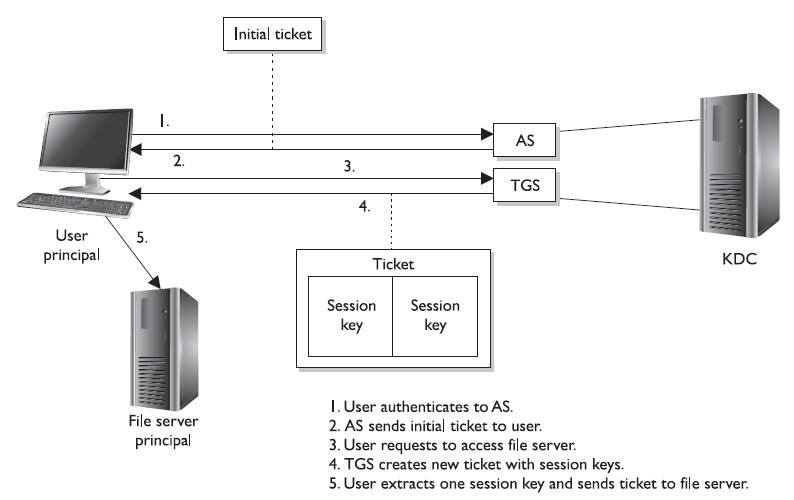 Initial ticket
1.
AS
2.
3.
TGS
4.
User
principal
5.
KDC
Ticket
Session
key
Session
key
File server
principal
1. User authenticates to AS.
2. AS sends initial ticket to user.
3. User requests to access file server.
4. TGS creates new ticket with session keys.
5. User extracts one session key and sends ticket to file server.